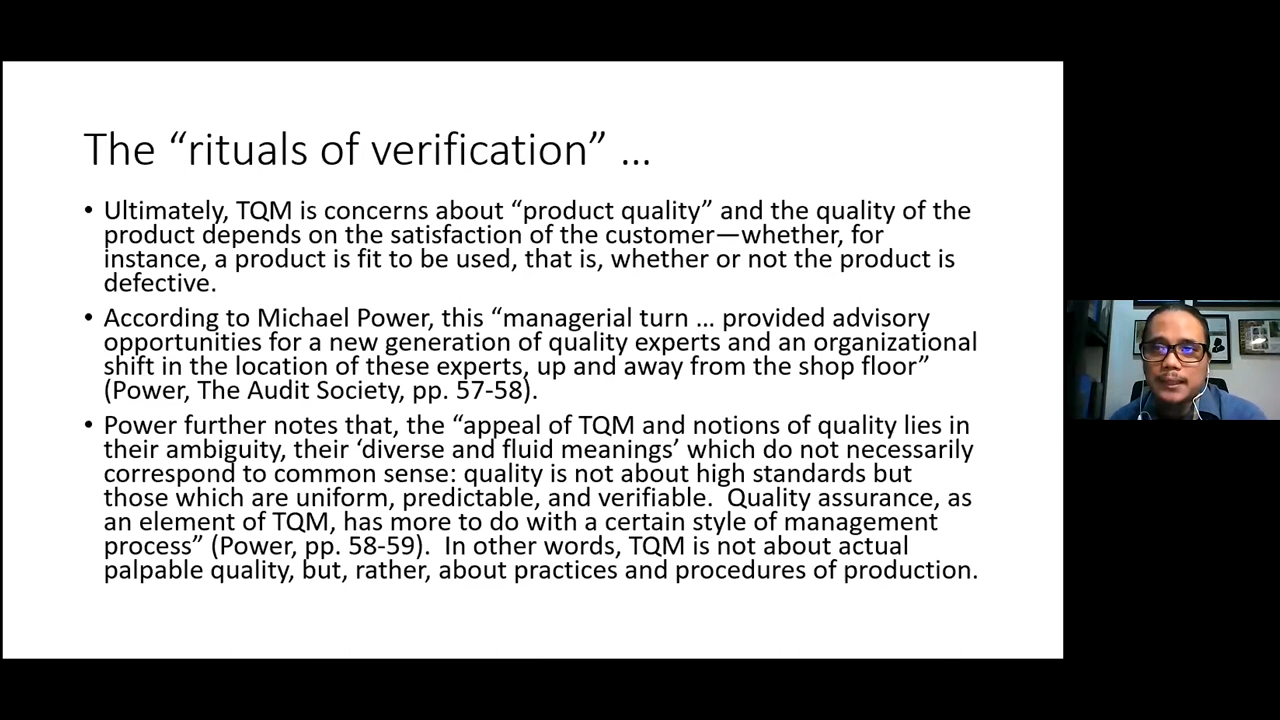 The “rituals of verification” ...
• Ultimately, TQM is concerns about “product quality” and the quality of the
product depends on the satisfaction of the customer—whether, for
instance, a product is fit to be used, that is, whether or not the product is
defective.
• According to Michael Power, this “managerial turn ... provided advisory
opportunities for a new generation of quality experts and an organizational
shift in the location of these experts, up and away from the shop floor”
(Power, The Audit Society, pp. 57-58).
• Power further notes that, the “appeal of TQM and notions of quality lies in
their ambiguity, their ‘diverse and fluid meanings’ which do not necessarily
correspond to common sense: quality is not about high standards but
those which are uniform, predictable, and verifiable.  Quality assurance, as
an element of TQM, has more to do with a certain style of management
process” (Power, pp. 58-59).  In other words, TQM is not about actual
palpable quality, but, rather, about practices and procedures of production.